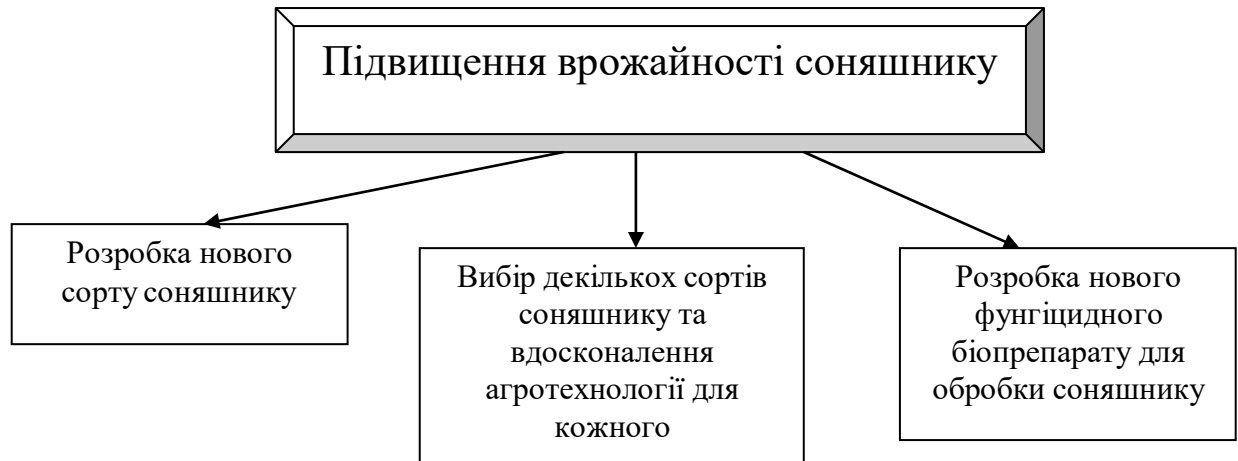 Підвищення врожайності соняшнику
Розробка нового
сорту соняшнику
Вибір декількох сортів
соняшнику та
вдосконалення
агротехнології для
кожного
Розробка нового
фунгіцидного
біопрепарату для
обробки соняшнику